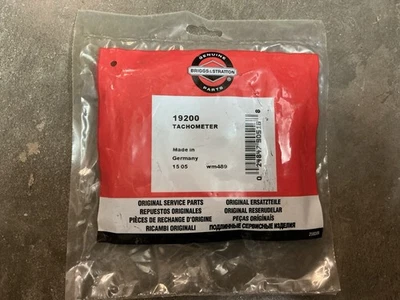 GENUINE
BRIGGS & STRATTON
PARTS
19200
TACHOMETER
Made in
Germany
15 05 wm489
ORIGINAL SERVICE PARTS
REPUESTOS ORIGINALES
PIÈCES DE RECHANGE D'ORIGINE
RICAMBI ORIGINALI
ORIGINAL ERSATZTEILE
ORIGINAL RESERVDELAR
PEÇAS ORIGINAIS
ПОДЛИННЫЕ СЕРВИСНЫЕ ИЗДЕЛИЯ